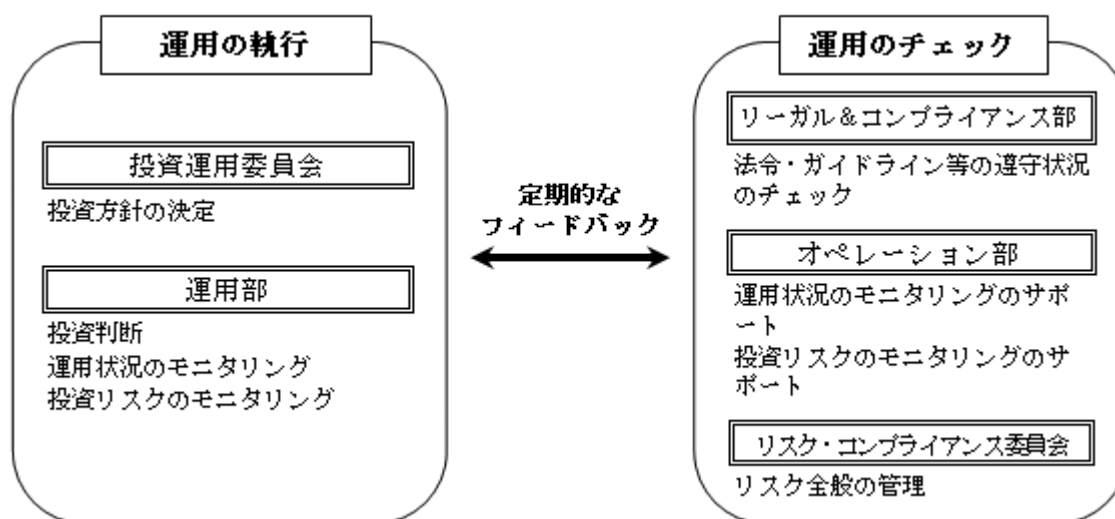 運用の執行
投資運用委員会
投資方針の決定
運用部
投資判断
運用状況のモニタリング
投資リスクのモニタリング
定期的な
フィードバック
運用のチェック
リーガル&コンプライアンス部
法令・ガイドライン等の遵守状況
のチェック
オペレーション部
運用状況のモニタリングのサポ
ート
投資リスクのモニタリングのサ
ポート
リスク・コンプライアンス委員会
リスク全般の管理